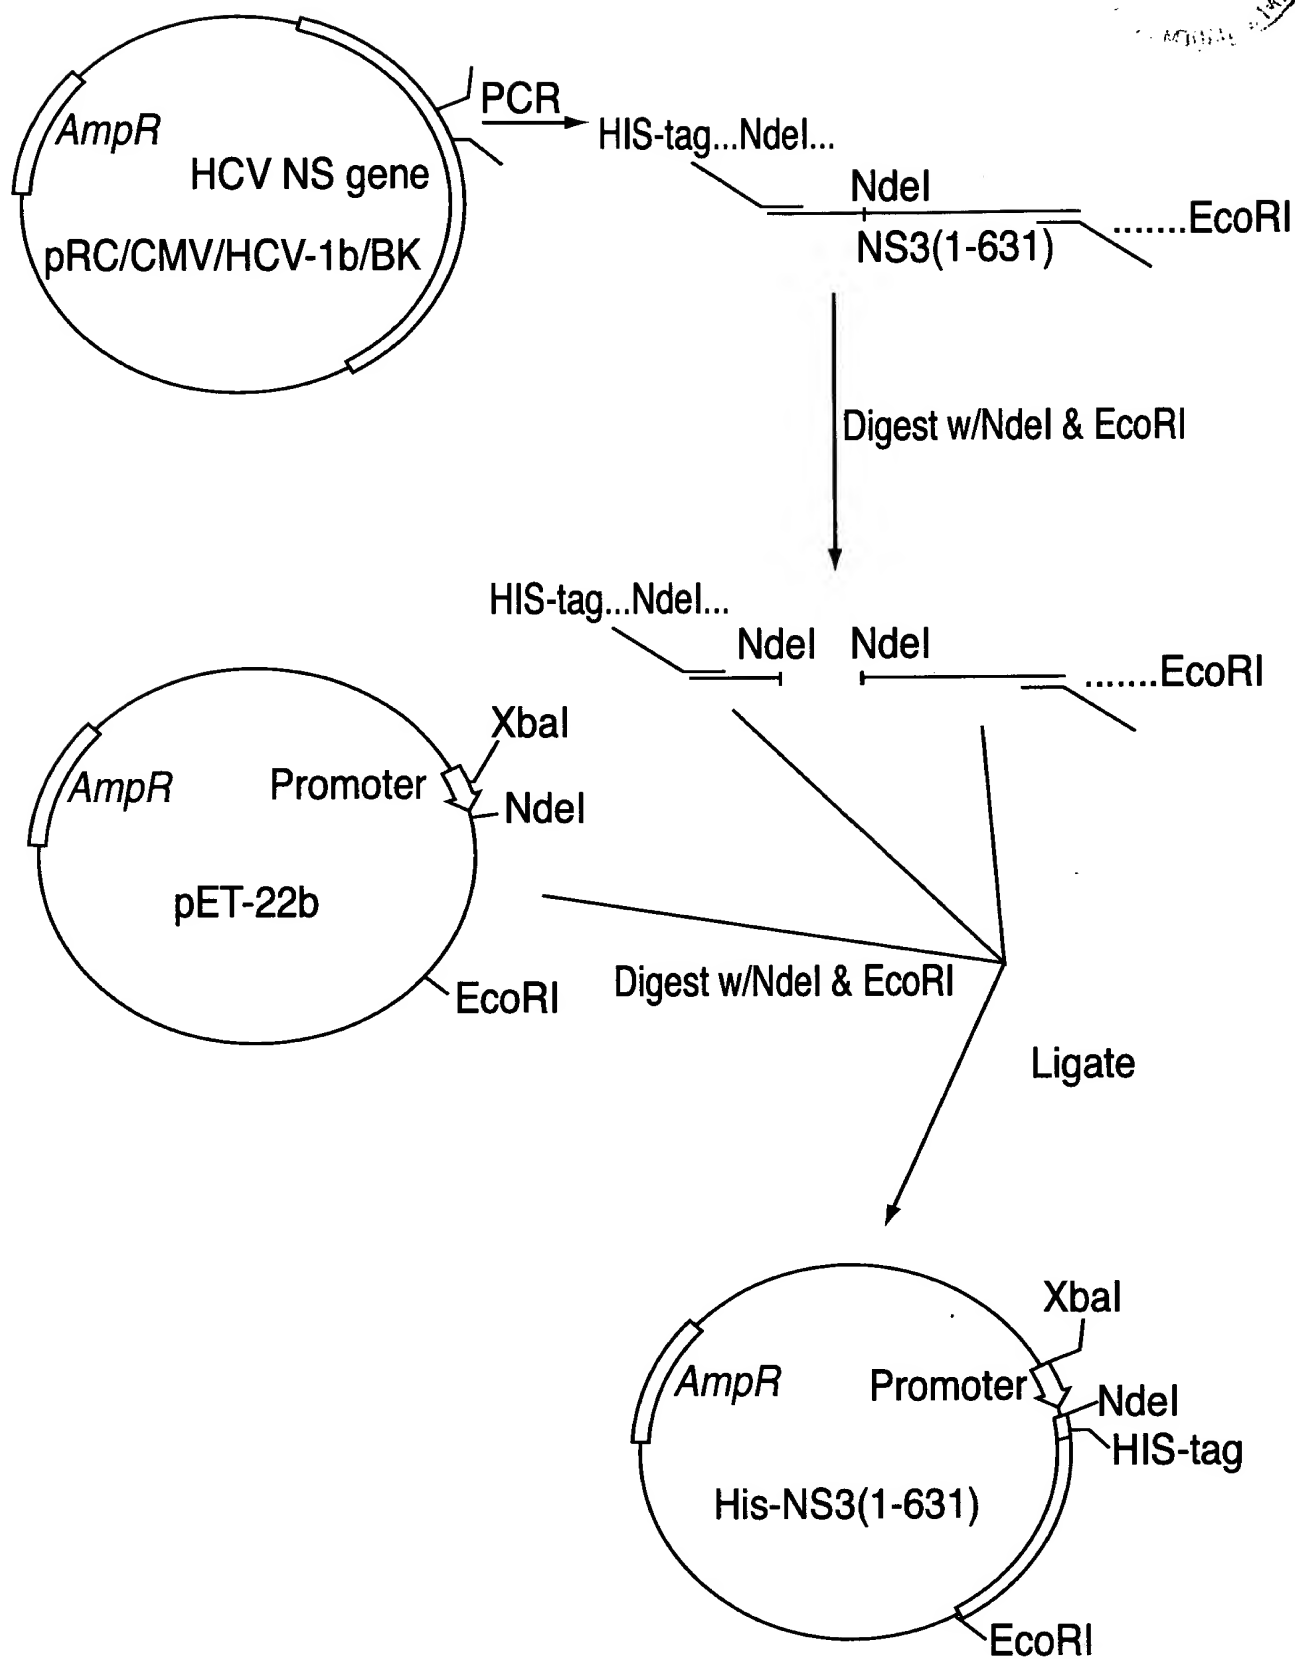 PCR
AmpR
HCV NS gene
pRC/CMV/HCV-1b/BK
HIS-tag...NdeI...
NdeI
.......EcoRI
NS3(1-631)
Digest w/NdeI & EcoRI
HIS-tag...NdeI...
NdeI NdeI
.......EcoRI
XbaI
AmpR
Promoter
NdeI
pET-22b
EcoRI
Digest w/NdeI & EcoRI
Ligate
XbaI
AmpR
Promoter
NdeI
HIS-tag
His-NS3(1-631)
EcoRI